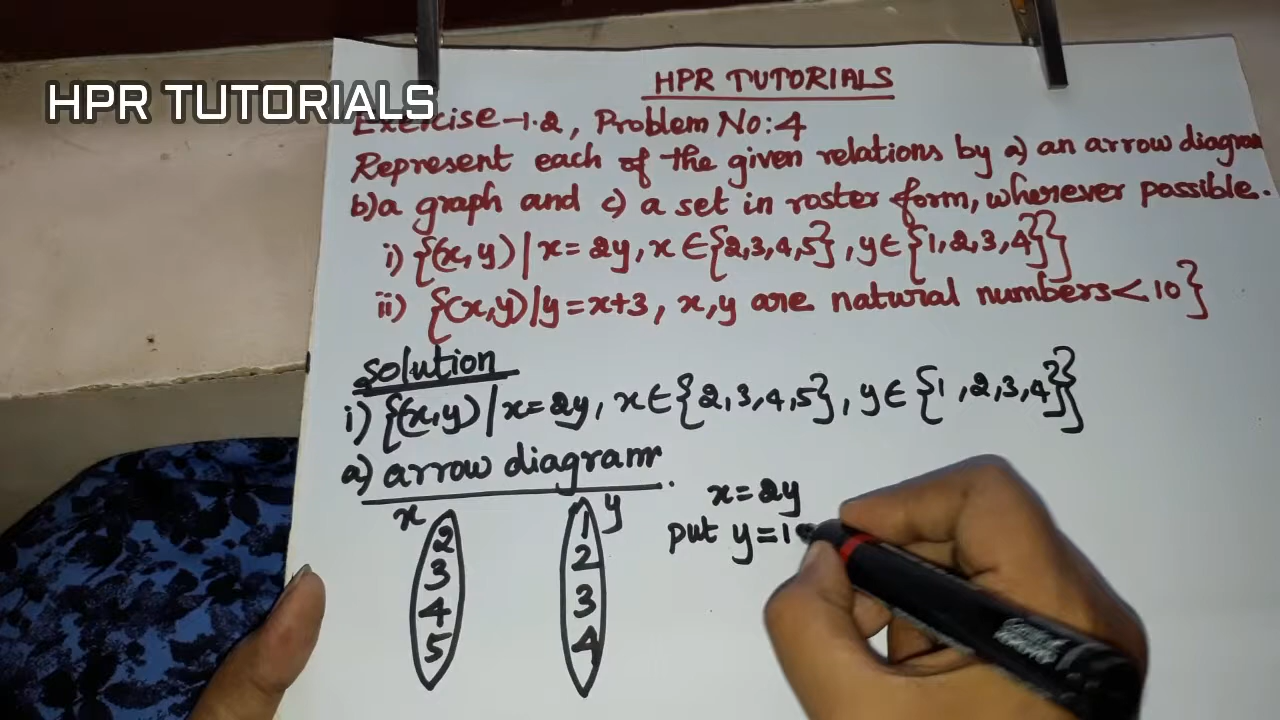 HPR TUTORIALS
HPR TUTORIALS
Exercise-1.2, Problem No:4
Represent each of the given relations by a) an arrow diagram
b) a graph and c) a set in roster form, wherever possible.
i) {(x,y)|x=2y, x∈{2,3,4,5}, y∈{1,2,3,4}}
ii) {(x,y)|y=x+3, x,y are natural numbers<10}
solution
i) {(x,y)|x=2y, x∈{2,3,4,5}, y∈{1,2,3,4}}
a) arrow diagram.
x y
2 1
3 2
4 3
5 4
x=2y
put y=1